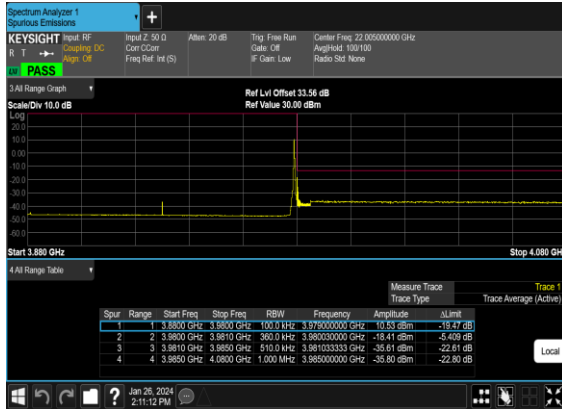 Spectrum Analyzer 1
Spurious Emissions
+
KEYSIGHT Input: RF Input Z: 50 Ω Atten: 20 dB Trig: Free Run Center Freq: 22.005000000 GHz
R T Coupling: DC Corr CCorr Gate: Off Avg|Hold: 100/100
Align: Off Freq Ref: Int (S) IF Gain: Low Radio Std: None
PASS
3 All Range Graph
Ref Lvl Offset 33.56 dB
Scale/Div 10.0 dB Ref Value 30.00 dBm
Log
20.0
10.0
0.00
-10.0
-20.0
-30.0
-40.0
-50.0
-60.0
Start 3.880 GHz Stop 4.080 GHz
4 All Range Table
Measure Trace Trace 1
Trace Type Trace Average (Active)
Spur Range Start Freq Stop Freq RBW Frequency Amplitude ΔLimit
1 1 3.8800 GHz 3.9800 GHz 100.0 kHz 3.979000000 GHz 10.53 dBm -19.47 dB
2 2 3.9800 GHz 3.9810 GHz 360.0 kHz 3.980030000 GHz -18.41 dBm -5.409 dB
3 3 3.9810 GHz 3.9850 GHz 510.0 kHz 3.981033333 GHz -35.61 dBm -22.61 dB
4 4 3.9850 GHz 4.0800 GHz 1.000 MHz 3.985000000 GHz -35.80 dBm -22.80 dB
Local
? Jan 26, 2024
2:11:12 PM